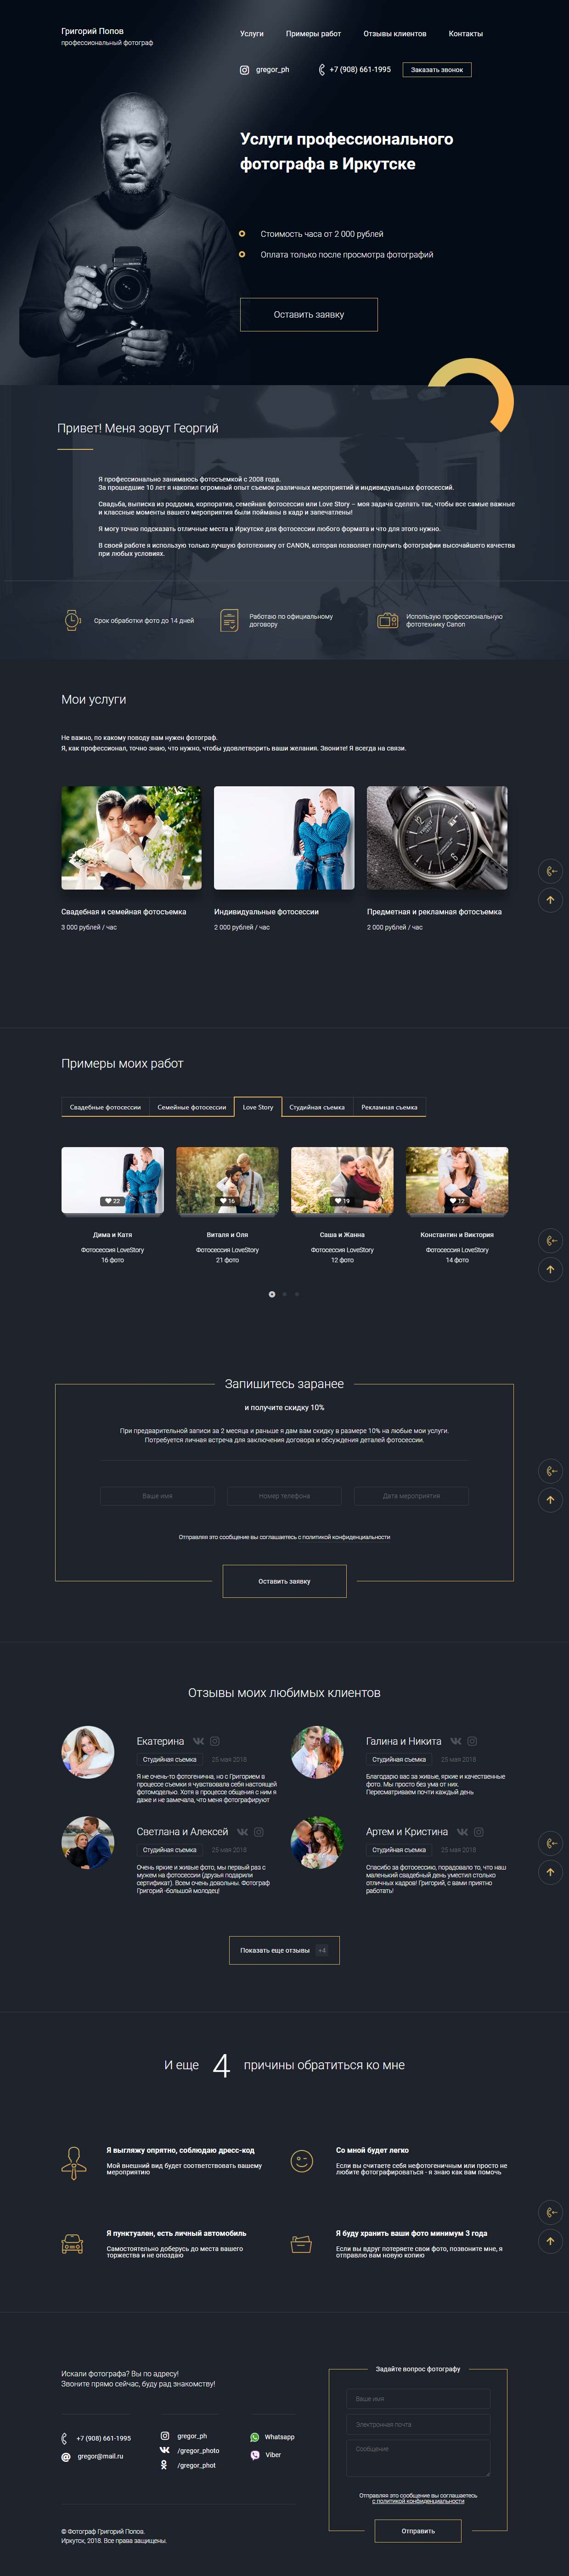 Григорий Попов
профессиональный фотограф
Услуги
Примеры работ
Отзывы клиентов
Контакты
gregor_ph
+7 (908) 661-1995
Заказать звонок
Услуги профессионального
фотографа в Иркутске
Стоимость часа от 2 000 рублей
Оплата только после просмотра фотографий
Оставить заявку
Привет! Меня зовут Георгий
Я профессионально занимаюсь фотосъемкой с 2008 года.
За прошедшие 10 лет я накопил огромный опыт съемок различных мероприятий и индивидуальных фотосессий.
Свадьба, выписка из роддома, корпоратив, семейная фотосессия или Love Story – моя задача сделать так, чтобы все самые важные
и классные моменты вашего мероприятия были пойманы в кадр и запечатлены!
Я могу точно подсказать отличные места в Иркутске для фотосессии любого формата и что для этого нужно.
В своей работе я использую только лучшую фототехнику от CANON, которая позволяет получить фотографии высочайшего качества
при любых условиях.
Срок обработки фото до 14 дней
Работаю по официальному
договору
Использую профессиональную
фототехнику Canon
Мои услуги
Не важно, по какому поводу вам нужен фотограф.
Я, как профессионал, точно знаю, что нужно, чтобы удовлетворить ваши желания. Звоните! Я всегда на связи.
Свадебная и семейная фотосъемка
3 000 рублей / час
Индивидуальные фотосессии
2 000 рублей / час
Предметная и рекламная фотосъемка
2 000 рублей / час
Примеры моих работ
Свадебные фотосессии
Семейные фотосессии
Love Story
Студийная съемка
Рекламная съемка
22
16
19
12
Дима и Катя
Фотосессия LoveStory
16 фото
Виталя и Оля
Фотосессия LoveStory
21 фото
Саша и Жанна
Фотосессия LoveStory
12 фото
Константин и Виктория
Фотосессия LoveStory
14 фото
Запишитесь заранее
и получите скидку 10%
При предварительной записи за 2 месяца и раньше я дам вам скидку в размере 10% на любые мои услуги.
Потребуется личная встреча для заключения договора и обсуждения деталей фотосессии.
Ваше имя
Номер телефона
Дата мероприятия
Отправляя это сообщение вы соглашаетесь с политикой конфиденциальности
Оставить заявку
Отзывы моих любимых клиентов
Екатерина
Студийная съемка
25 мая 2018
Я не очень-то фотогенична, но с Григорием в
процессе съемки я чувствовала себя настоящей
фотомоделью. Хотя в процессе общения с ним я
даже и не замечала, что меня фотографируют
Галина и Никита
Студийная съемка
25 мая 2018
Благодарю вас за живые, яркие и качественные
фото. Мы просто без ума от них.
Пересматриваем почти каждый день
Светлана и Алексей
Студийная съемка
25 мая 2018
Очень яркие и живые фото, мы первый раз с
мужем на фотосессии (друзья подарили
сертификат). Всем очень довольны. Фотограф
Григорий -большой молодец!
Артем и Кристина
Студийная съемка
25 мая 2018
Спасибо за фотосессию, порадовало то, что наш
маленький свадебный день уместил столько
отличных кадров! Григорий, с вами приятно
работать!
Показать еще отзывы
+4
И еще 4 причины обратиться ко мне
Я выгляжу опрятно, соблюдаю дресс-код
Мой внешний вид будет соответствовать вашему
мероприятию
Со мной будет легко
Если вы считаете себя нефотогеничным или просто не
любите фотографироваться - я знаю как вам помочь
Я пунктуален, есть личный автомобиль
Самостоятельно доберусь до места вашего
торжества и не опоздаю
Я буду хранить ваши фото минимум 3 года
Если вы вдруг потеряете свои фото, позвоните мне, я
отправлю вам новую копию
Искали фотографа? Вы по адресу!
Звоните прямо сейчас, буду рад знакомству!
+7 (908) 661-1995
gregor@mail.ru
gregor_ph
/gregor_photo
/gregor_phot
Whatsapp
Viber
© Фотограф Григорий Попов.
Иркутск, 2018. Все права защищены.
Задайте вопрос фотографу
Ваше имя
Электронная почта
Сообщение
Отправляя это сообщение вы соглашаетесь
с политикой конфиденциальности
Отправить